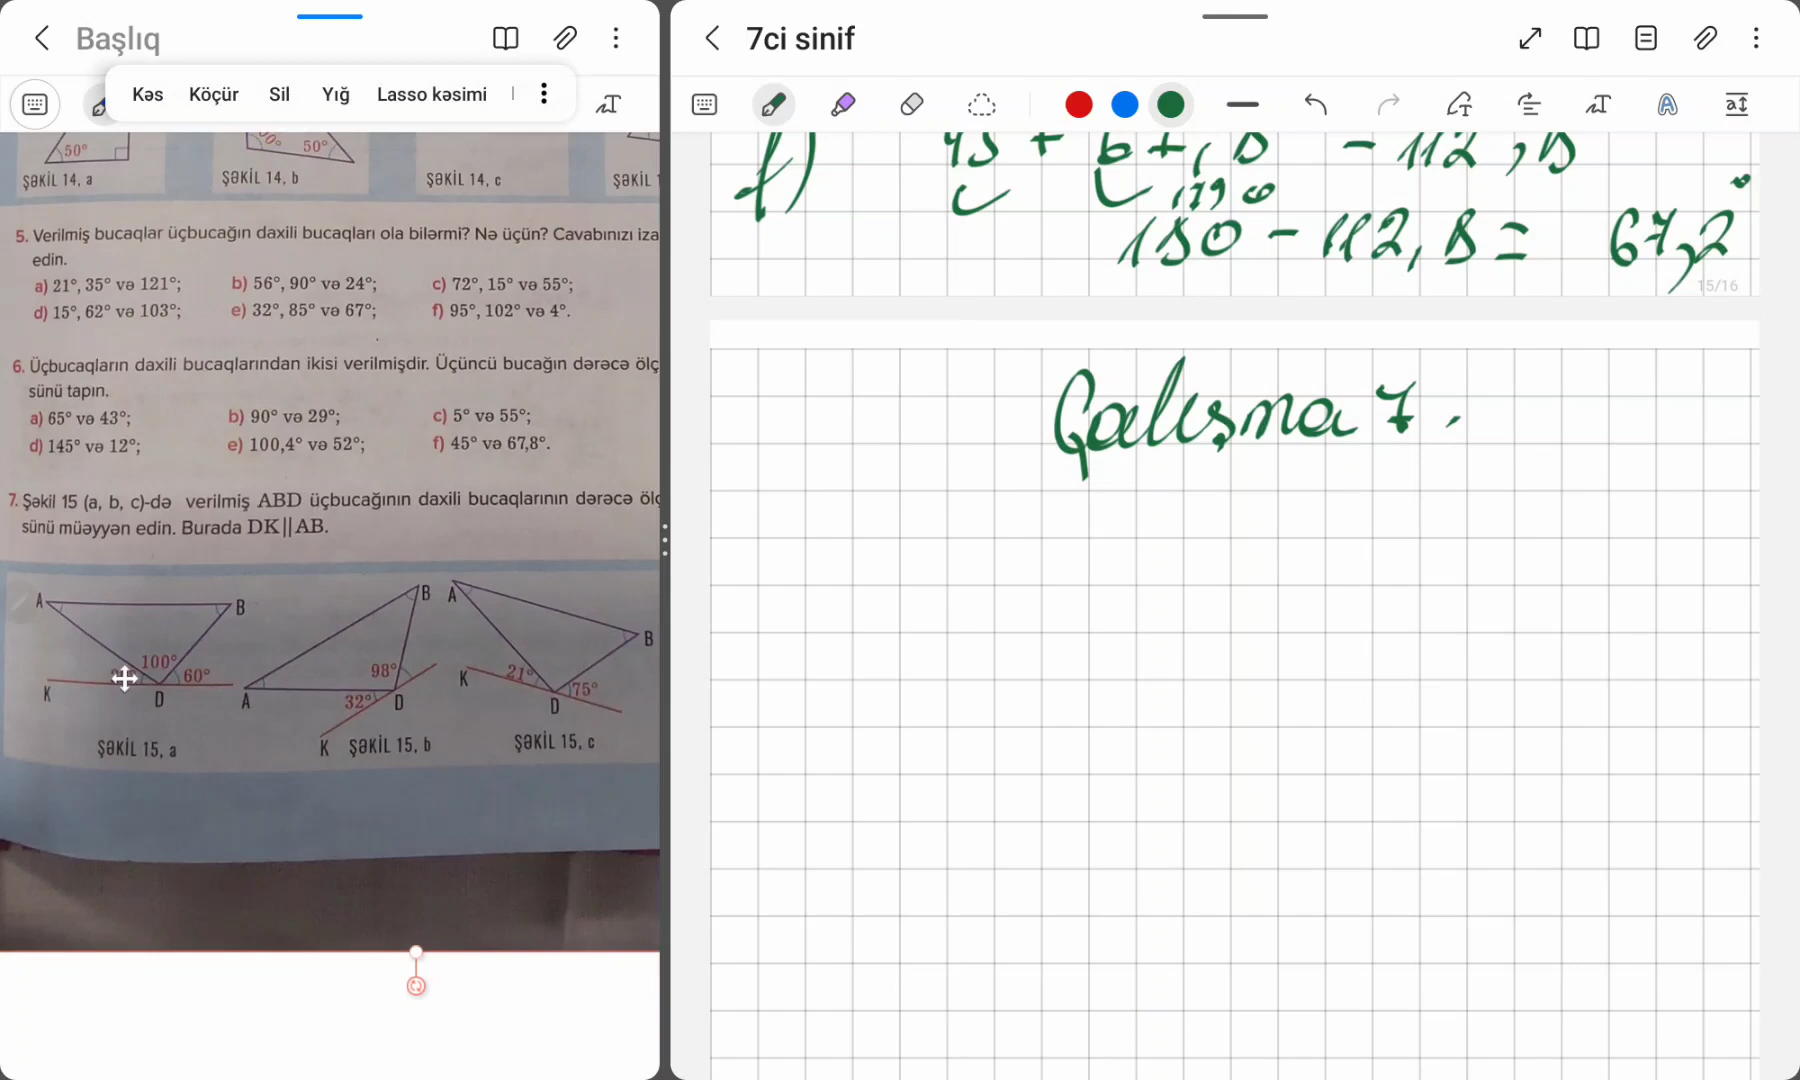 Başlıq
Kəs Köçür Sil Yığ Lasso kəsimi
50°
50°
ŞƏKİL 14, a
ŞƏKİL 14, b
ŞƏKİL 14, c
ŞƏKİL
5. Verilmiş bucaqlar üçbucağın daxili bucaqları ola bilərmi? Nə üçün? Cavabınızı iza
edin.
a) 21°, 35° və 121°; b) 56°, 90° və 24°; c) 72°, 15° və 55°;
d) 15°, 62° və 103°; e) 32°, 85° və 67°; f) 95°, 102° və 4°.
6. Üçbucaqların daxili bucaqlarından ikisi verilmişdir. Üçüncü bucağın dərəcə ölç
sünü tapın.
a) 65° və 43°; b) 90° və 29°; c) 5° və 55°;
d) 145° və 12°; e) 100,4° və 52°; f) 45° və 67,8°.
7. Şəkil 15 (a, b, c)-də verilmiş ABD üçbucağının daxili bucaqlarının dərəcə ölç
sünü müəyyən edin. Burada DK||AB.
A B
100° 60°
K D
ŞƏKİL 15, a
B
98°
A 32° D
K ŞƏKİL 15, b
A
B
K 21° 75°
D
ŞƏKİL 15, c
7ci sinif
f) 45 + 67,8 - 112,8
179
180 - 112,8 = 67,2°
15/16
Çalışma 7.